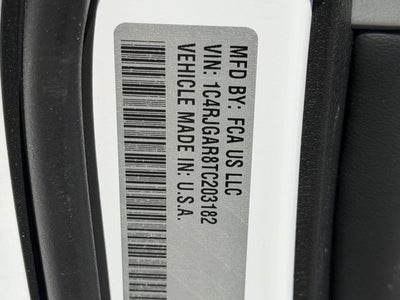 MFD BY: FCA US LLC
VIN: 1C4RJGAR8TC203182
VEHICLE MADE IN: U.S.A.